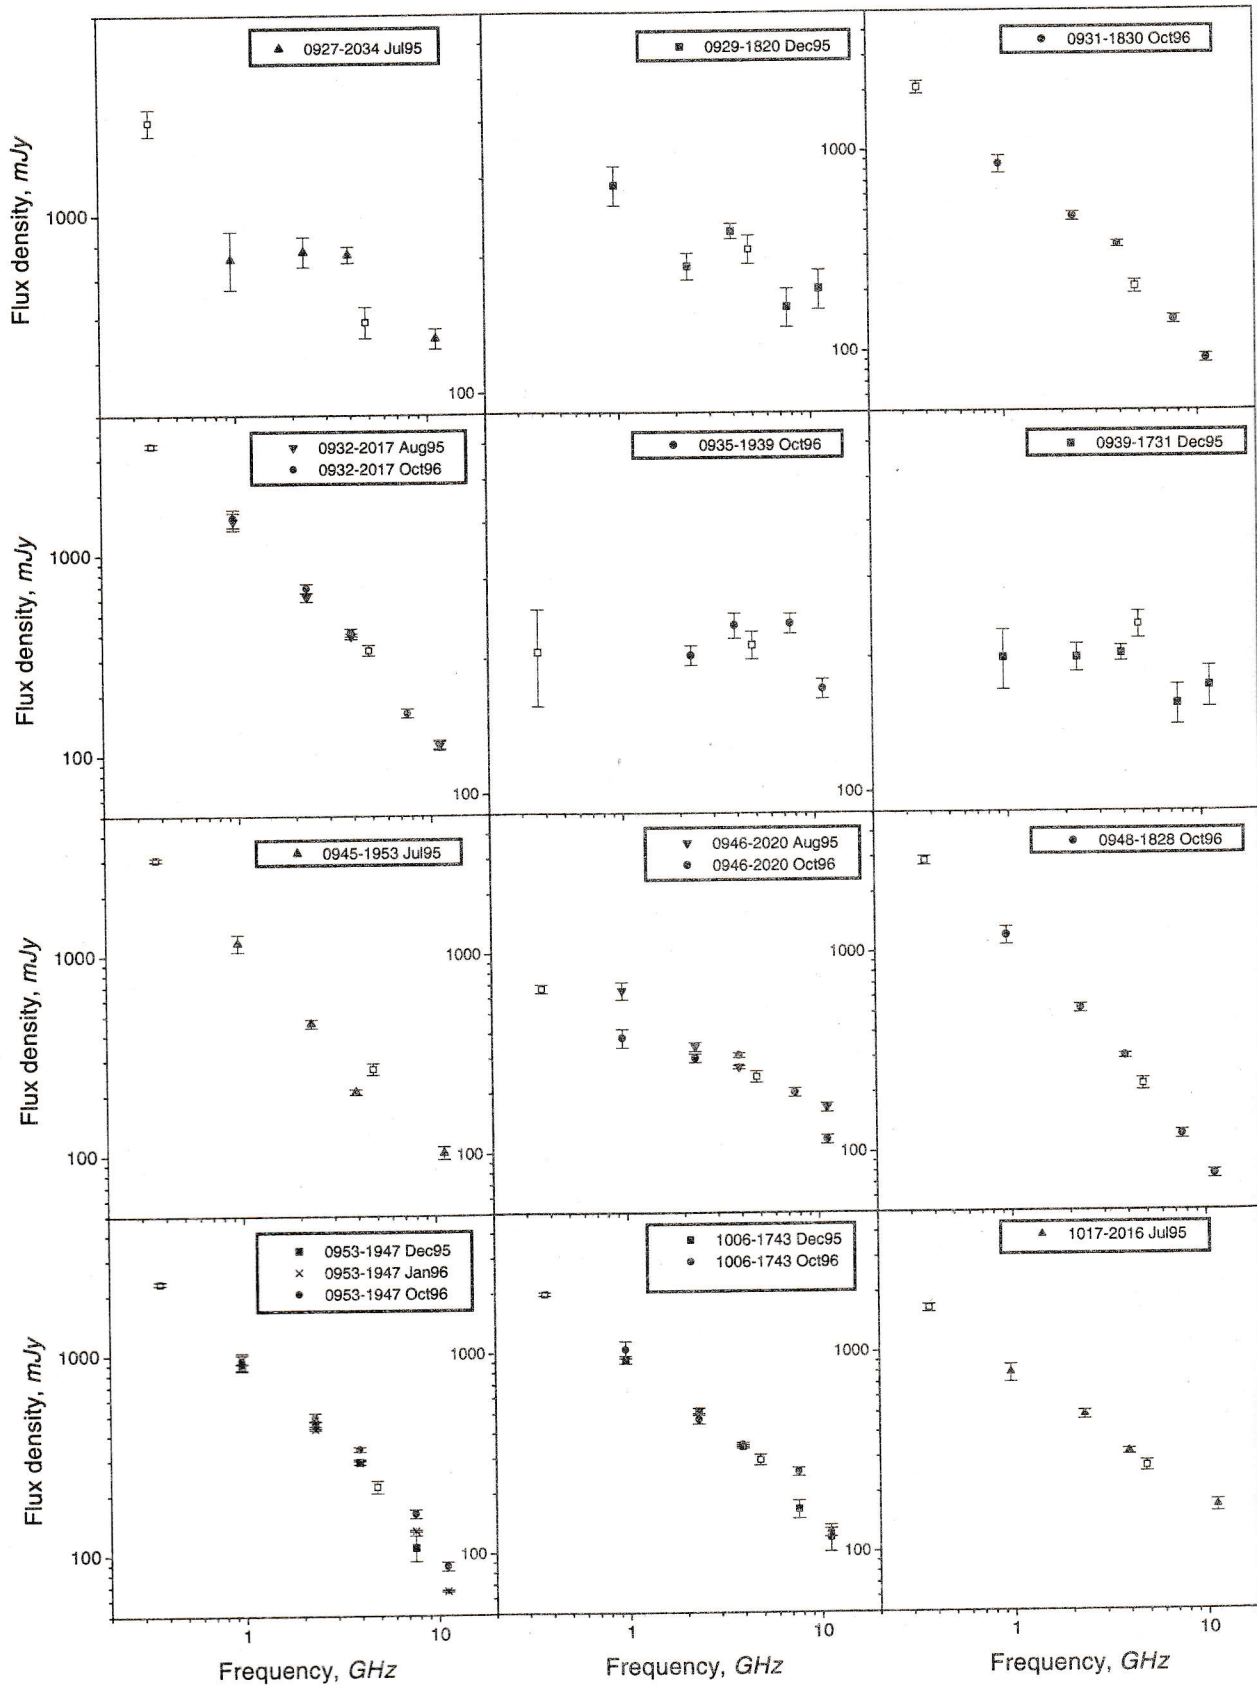 0927-2034 Jul95
0929-1820 Dec95
0931-1830 Oct96
Flux density, mJy
1000
100
1000
100
0932-2017 Aug95
0932-2017 Oct96
0935-1939 Oct96
0939-1731 Dec95
Flux density, mJy
1000
100
100
100
0945-1953 Jul95
0946-2020 Aug95
0946-2020 Oct96
0948-1828 Oct96
Flux density, mJy
1000
100
1000
100
1000
100
0953-1947 Dec95
0953-1947 Jan96
0953-1947 Oct96
1006-1743 Dec95
1006-1743 Oct96
1017-2016 Jul95
Flux density, mJy
1000
100
1000
100
1000
100
1
10
1
10
1
10
Frequency, GHz
Frequency, GHz
Frequency, GHz